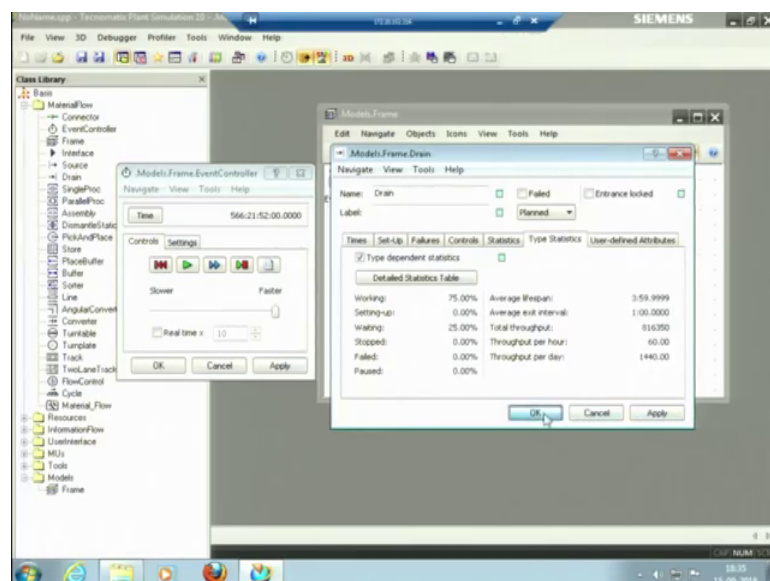 NoName.spp - Tecnomatix Plant Simulation 10 - .Mo
SIEMENS
File View 3D Debugger Profiler Tools Window Help
3D
Class Library
Basis
MaterialFlow
Connector
EventController
Frame
Interface
Source
Drain
SingleProc
ParallelProc
Assembly
DismantleStatic
PickAndPlace
Store
PlaceBuffer
Buffer
Sorter
Line
AngularConvert
Converter
Turntable
Turnplate
Track
TwoLaneTrack
FlowControl
Cycle
Material_Flow
Resources
InformationFlow
UserInterface
MUs
Tools
Models
Frame
.Models.Frame.EventController
Navigate View Tools Help
Time 566:21:52:00.0000
Controls Settings
Slower Faster
Real time x 10
OK Cancel Apply
.Models.Frame
Edit Navigate Objects Icons View Tools Help
.Models.Frame.Drain
Navigate View Tools Help
Name: Drain Failed Entrance locked
Label: Planned
Times Set-Up Failures Controls Statistics Type Statistics User-defined Attributes
Type dependent statistics
Detailed Statistics Table
Working: 75.00% Average lifespan: 3:59.9999
Setting-up: 0.00% Average exit interval: 1:00.0000
Waiting: 25.00% Total throughput: 816350
Stopped: 0.00% Throughput per hour: 60.00
Failed: 0.00% Throughput per day: 1440.00
Paused: 0.00%
OK Cancel Apply
CAP NUM SC
18:35